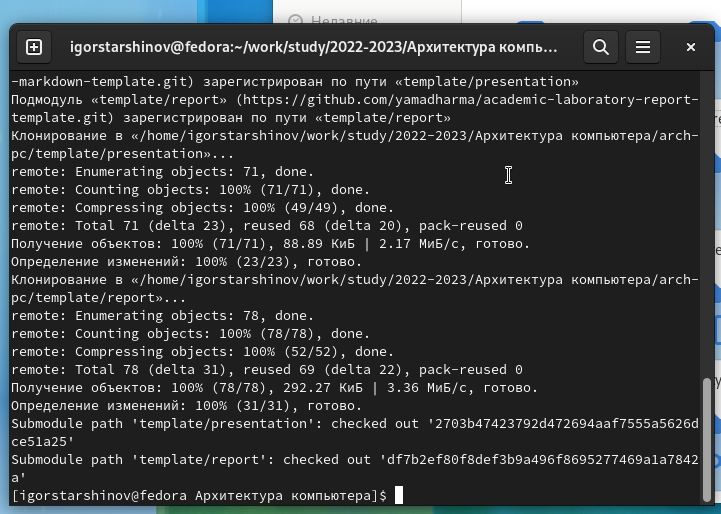 Недавние
igorstarshinov@fedora:~/work/study/2022-2023/Архитектура компь...
-markdown-template.git) зарегистрирован по пути «template/presentation»
Подмодуль «template/report» (https://github.com/yamadharma/academic-laboratory-report-
template.git) зарегистрирован по пути «template/report»
Клонирование в «/home/igorstarshinov/work/study/2022-2023/Архитектура компьютера/arch-
pc/template/presentation»...
remote: Enumerating objects: 71, done.
remote: Counting objects: 100% (71/71), done.
remote: Compressing objects: 100% (49/49), done.
remote: Total 71 (delta 23), reused 68 (delta 20), pack-reused 0
Получение объектов: 100% (71/71), 88.89 КиБ | 2.17 МиБ/с, готово.
Определение изменений: 100% (23/23), готово.
Клонирование в «/home/igorstarshinov/work/study/2022-2023/Архитектура компьютера/arch-
pc/template/report»...
remote: Enumerating objects: 78, done.
remote: Counting objects: 100% (78/78), done.
remote: Compressing objects: 100% (52/52), done.
remote: Total 78 (delta 31), reused 69 (delta 22), pack-reused 0
Получение объектов: 100% (78/78), 292.27 КиБ | 3.36 МиБ/с, готово.
Определение изменений: 100% (31/31), готово.
Submodule path 'template/presentation': checked out '2703b47423792d472694aaf7555a5626d
ce51a25'
Submodule path 'template/report': checked out 'df7b2ef80f8def3b9a496f8695277469a1a7842
a'
[igorstarshinov@fedora Архитектура компьютера]$